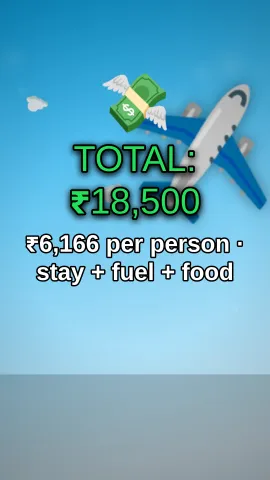 TOTAL:
₹18,500
₹6,166 per person ·
stay + fuel + food